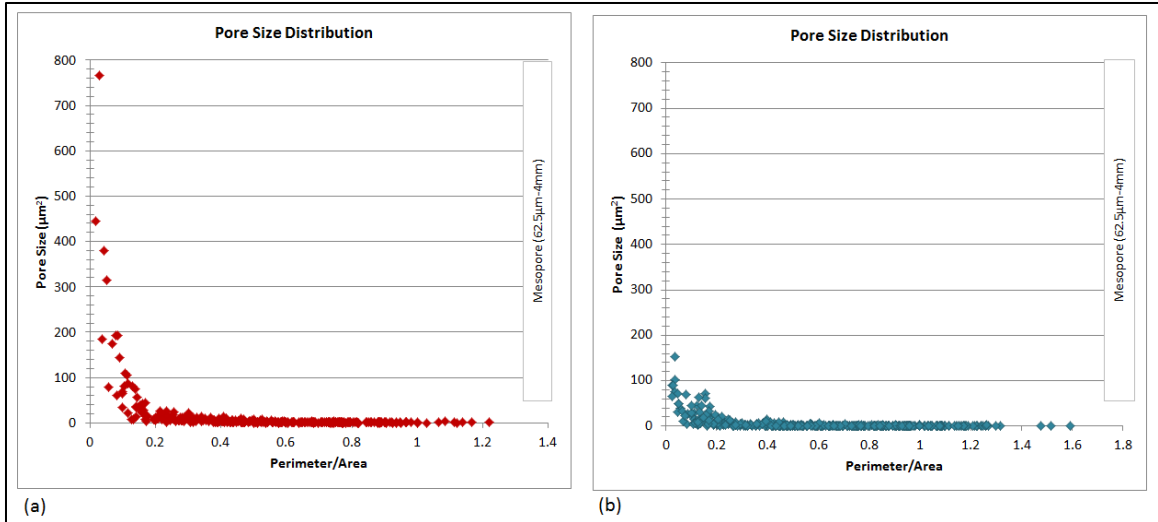 Pore Size Distribution
800
700
600
500
400
300
200
100
0
Pore Size (µm²)
0 0.2 0.4 0.6 0.8 1 1.2 1.4
Perimeter/Area
Mesopore (62.5µm-4mm)
(a)
Pore Size Distribution
800
700
600
500
400
300
200
100
0
Pore Size (µm²)
0 0.2 0.4 0.6 0.8 1 1.2 1.4 1.6 1.8
Perimeter/Area
Mesopore (62.5µm-4mm)
(b)